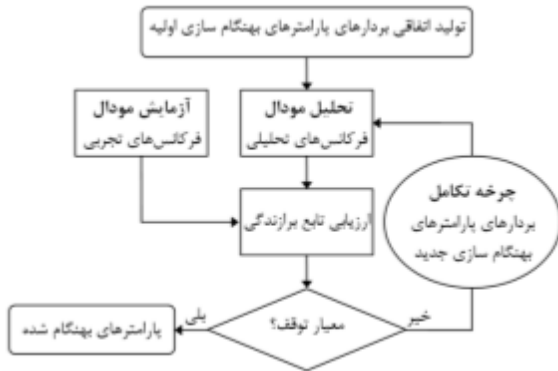 تولید اتفاقی بردارهای پارامترهای بهنگام سازی اولیه
تحلیل مودال
فرکانس‌های تحلیلی
آزمایش مودال
فرکانس‌های تجربی
چرخه تکامل
بردارهای پارامترهای
بهنگام سازی جدید
ارزیابی تابع برازندگی
معیار توقف؟
خیر
بلی
پارامترهای بهنگام شده